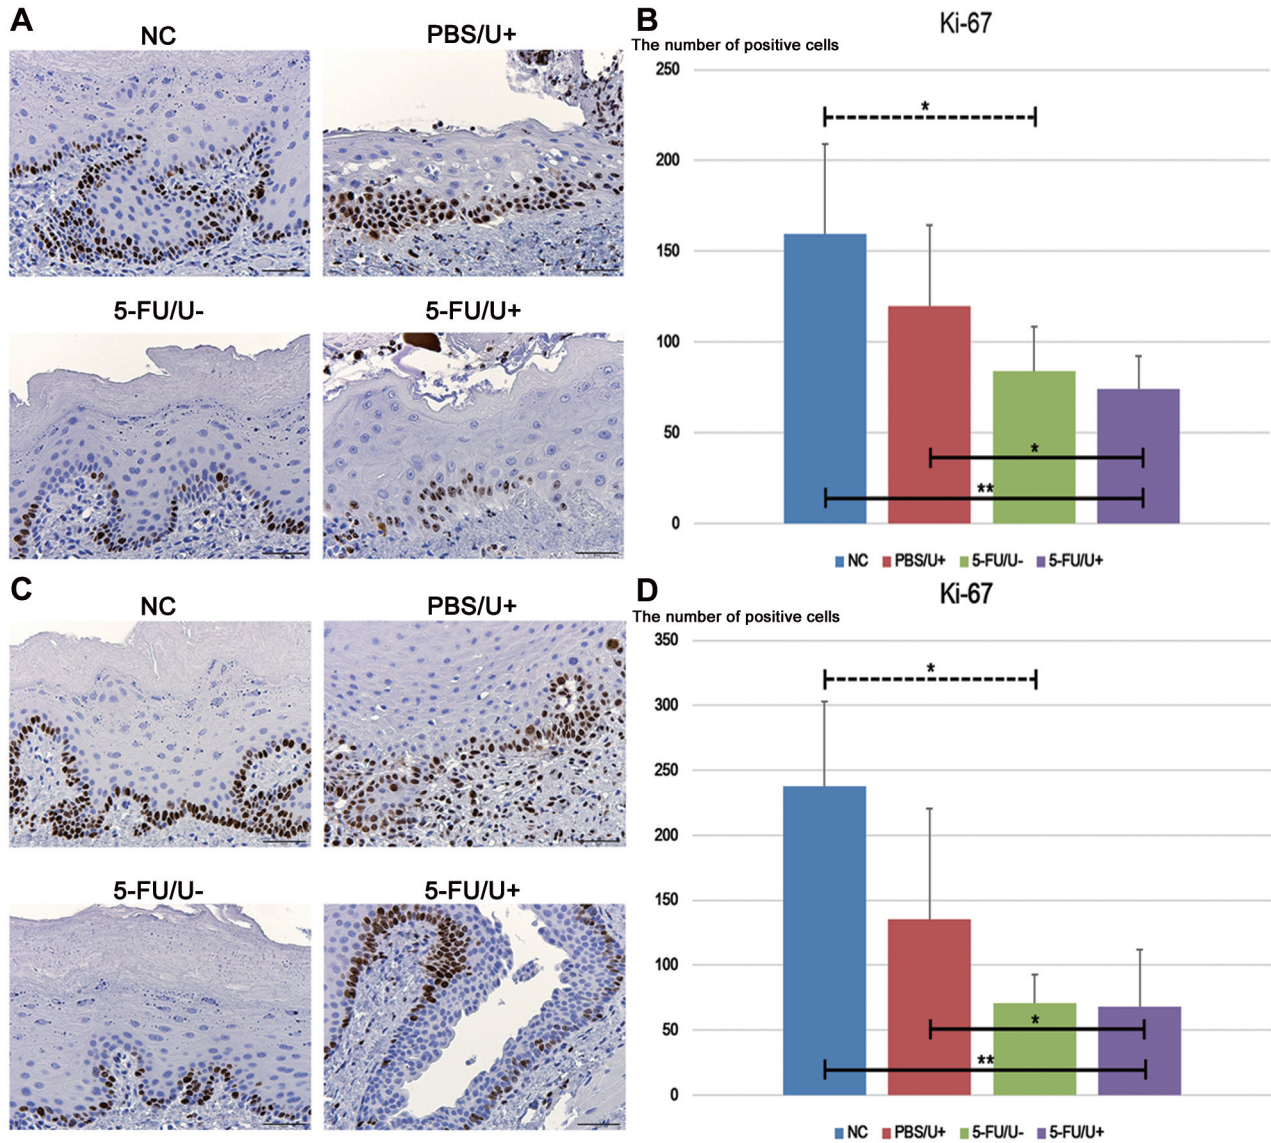 A
NC
PBS/U+
5-FU/U-
5-FU/U+
B
Ki-67
The number of positive cells
250
200
150
100
50
0
*
*
**
NC PBS/U+ 5-FU/U- 5-FU/U+
C
NC
PBS/U+
5-FU/U-
5-FU/U+
D
Ki-67
The number of positive cells
350
300
250
200
150
100
50
0
*
*
**
NC PBS/U+ 5-FU/U- 5-FU/U+